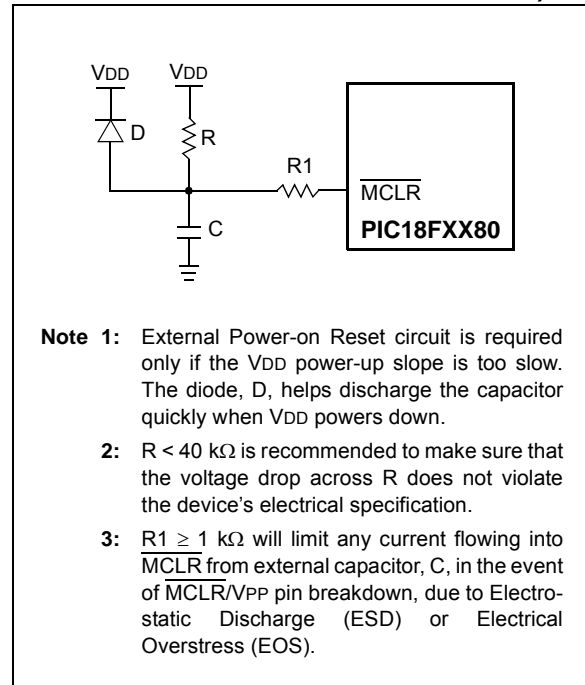 VDD VDD
D
R
R1
MCLR
C
PIC18FXX80
Note 1: External Power-on Reset circuit is required
only if the VDD power-up slope is too slow.
The diode, D, helps discharge the capacitor
quickly when VDD powers down.
2: R < 40 kΩ is recommended to make sure that
the voltage drop across R does not violate
the device's electrical specification.
3: R1 ≥ 1 kΩ will limit any current flowing into
MCLR from external capacitor, C, in the event
of MCLR/VPP pin breakdown, due to Electro-
static Discharge (ESD) or Electrical
Overstress (EOS).